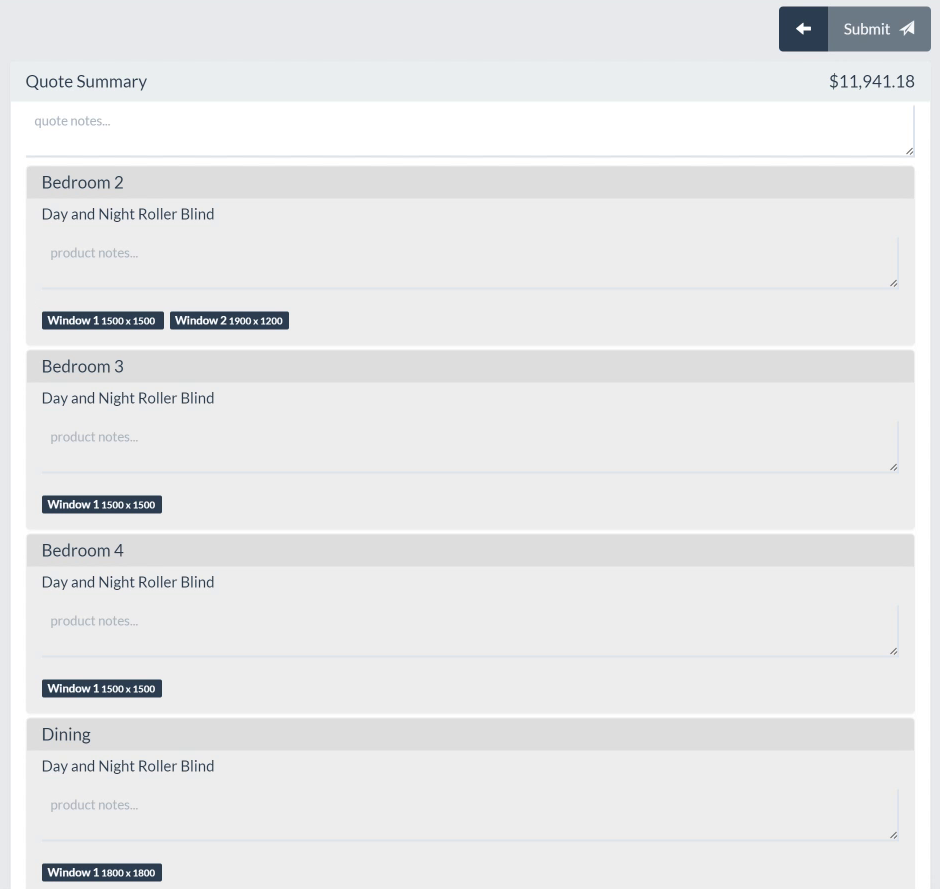 Submit
Quote Summary $11,941.18
quote notes...
Bedroom 2
Day and Night Roller Blind
product notes...
Window 1 1500 x 1500 Window 2 1900 x 1200
Bedroom 3
Day and Night Roller Blind
product notes...
Window 1 1500 x 1500
Bedroom 4
Day and Night Roller Blind
product notes...
Window 1 1500 x 1500
Dining
Day and Night Roller Blind
product notes...
Window 1 1800 x 1800